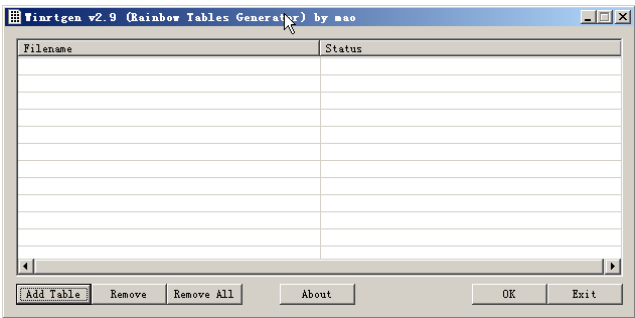 Winrtgen v2.9 (Rainbow Tables Generator) by mao
Filename Status
Add Table Remove Remove All About OK Exit